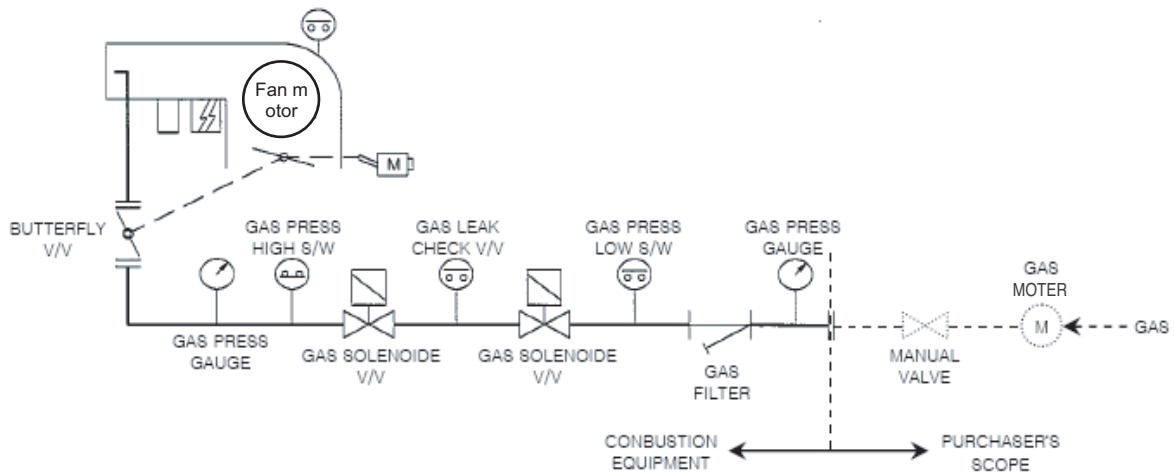 Fan m
otor
M
BUTTERFLY
V/V
GAS PRESS
HIGH S/W
GAS LEAK
CHECK V/V
GAS PRESS
LOW S/W
GAS PRESS
GAUGE
GAS
MOTER
M
GAS
GAS PRESS
GAUGE
GAS SOLENOIDE
V/V
GAS SOLENOIDE
V/V
GAS
FILTER
MANUAL
VALVE
CONBUSTION
EQUIPMENT
PURCHASER'S
SCOPE